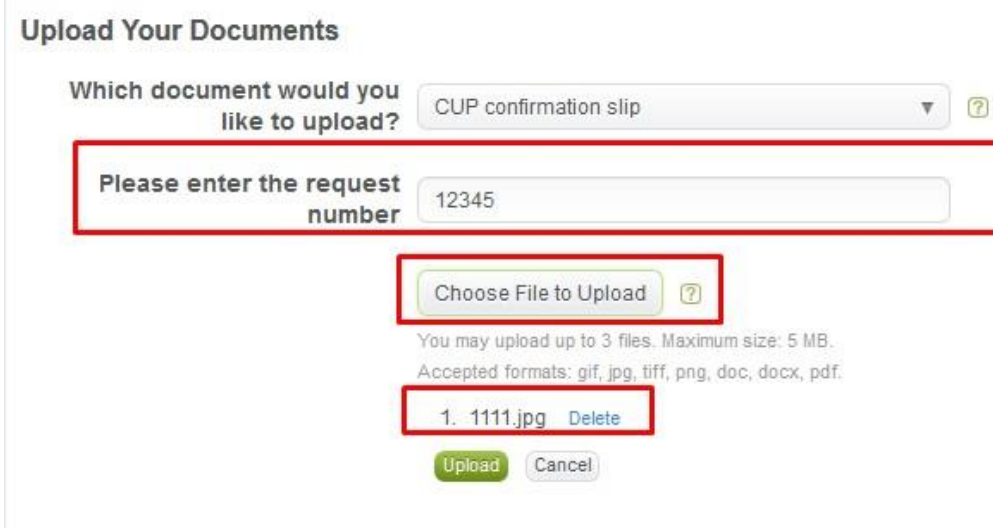 Upload Your Documents
Which document would you
like to upload?
CUP confirmation slip ▼ ?
Please enter the request
number
12345
Choose File to Upload ?
You may upload up to 3 files. Maximum size: 5 MB.
Accepted formats: gif, jpg, tiff, png, doc, docx, pdf.
1. 1111.jpg Delete
Upload Cancel